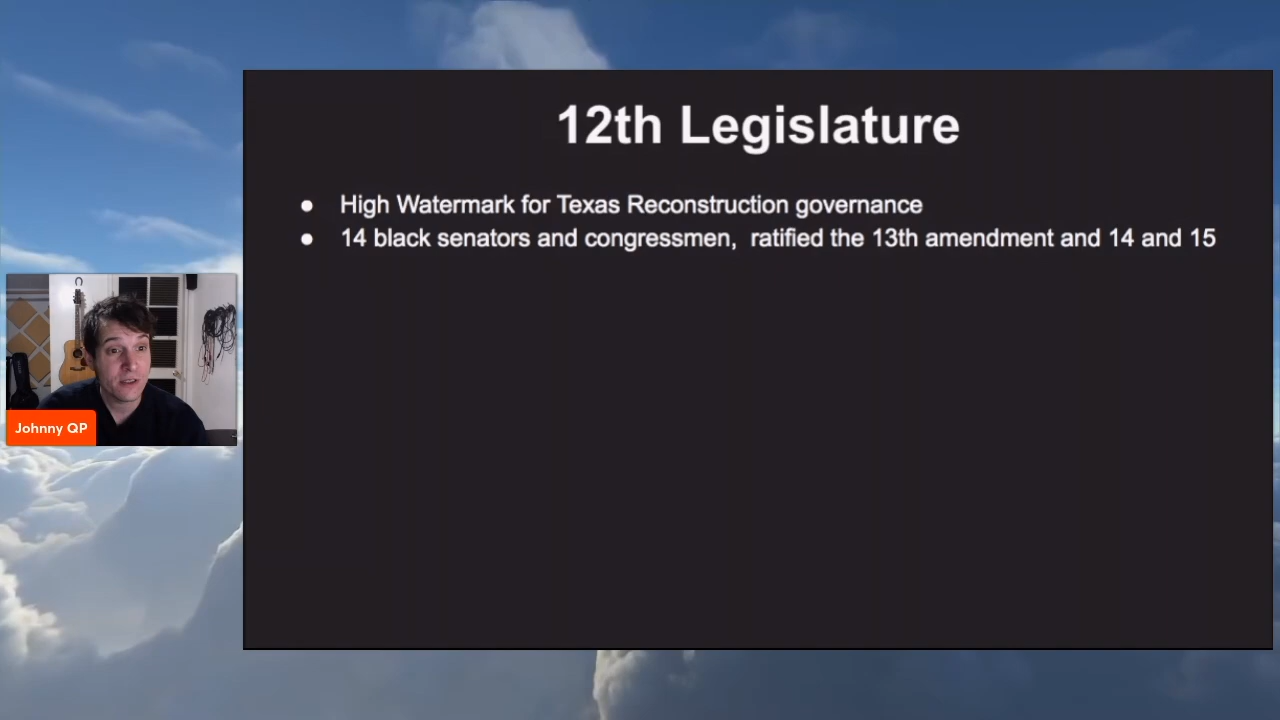 12th Legislature
● High Watermark for Texas Reconstruction governance
● 14 black senators and congressmen,  ratified the 13th amendment and 14 and 15
Johnny QP